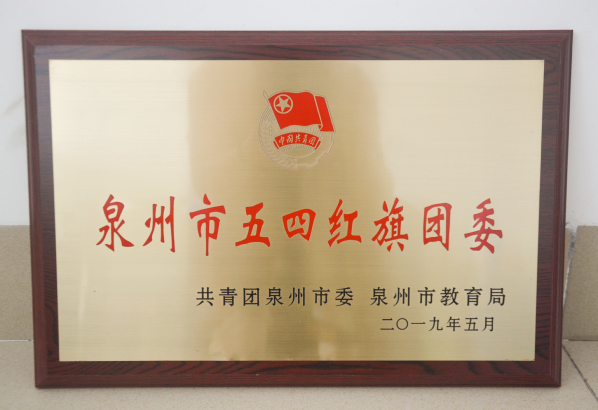 中国共青团
泉州市五四红旗团委
共青团泉州市委 泉州市教育局
二〇一九年五月